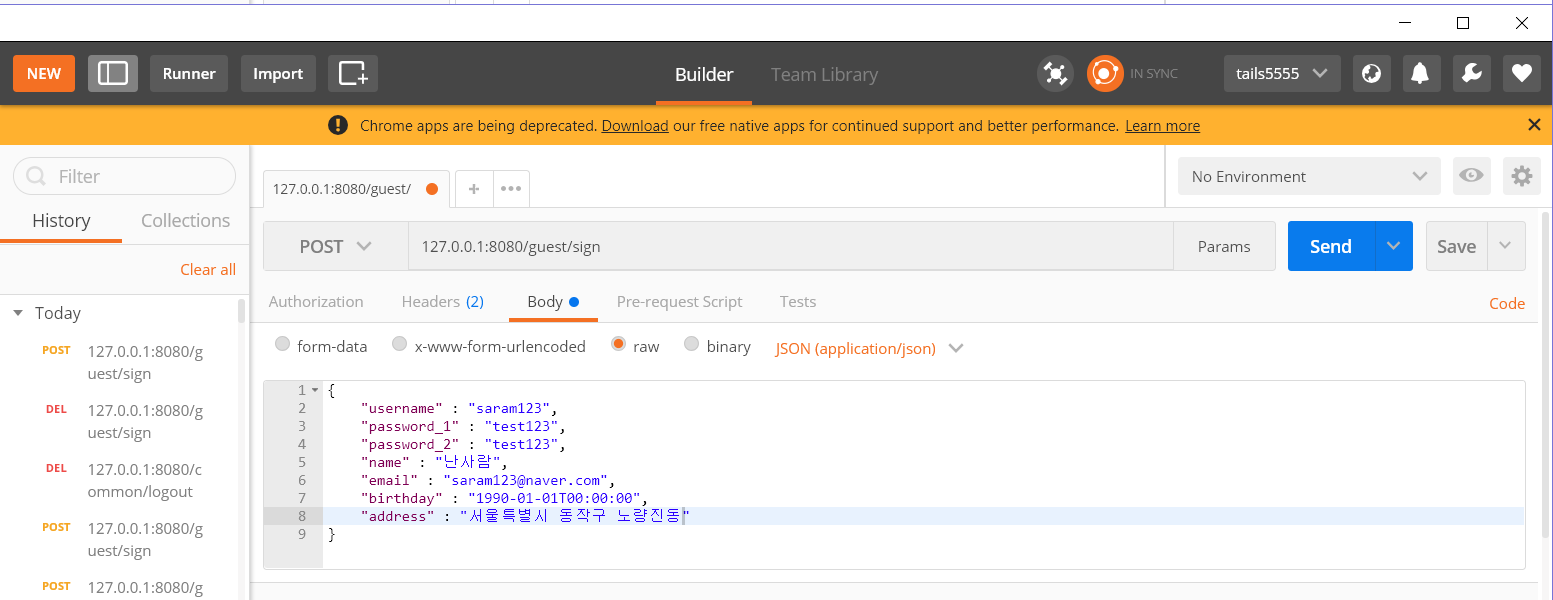 NEW Runner Import Builder Team Library IN SYNC tails5555
Chrome apps are being deprecated. Download our free native apps for continued support and better performance. Learn more
Filter
History Collections
Clear all
Today
POST 127.0.0.1:8080/g
uest/sign
DEL 127.0.0.1:8080/g
uest/sign
DEL 127.0.0.1:8080/c
ommon/logout
POST 127.0.0.1:8080/g
uest/sign
POST 127.0.0.1:8080/g
127.0.0.1:8080/guest/ + ••• No Environment
POST 127.0.0.1:8080/guest/sign Params Send Save
Authorization Headers (2) Body Pre-request Script Tests Code
form-data x-www-form-urlencoded raw binary JSON (application/json)
1 {
2 "username" : "saram123",
3 "password_1" : "test123",
4 "password_2" : "test123",
5 "name" : "난사람",
6 "email" : "saram123@naver.com",
7 "birthday" : "1990-01-01T00:00:00",
8 "address" : "서울특별시 동작구 노량진동"
9 }